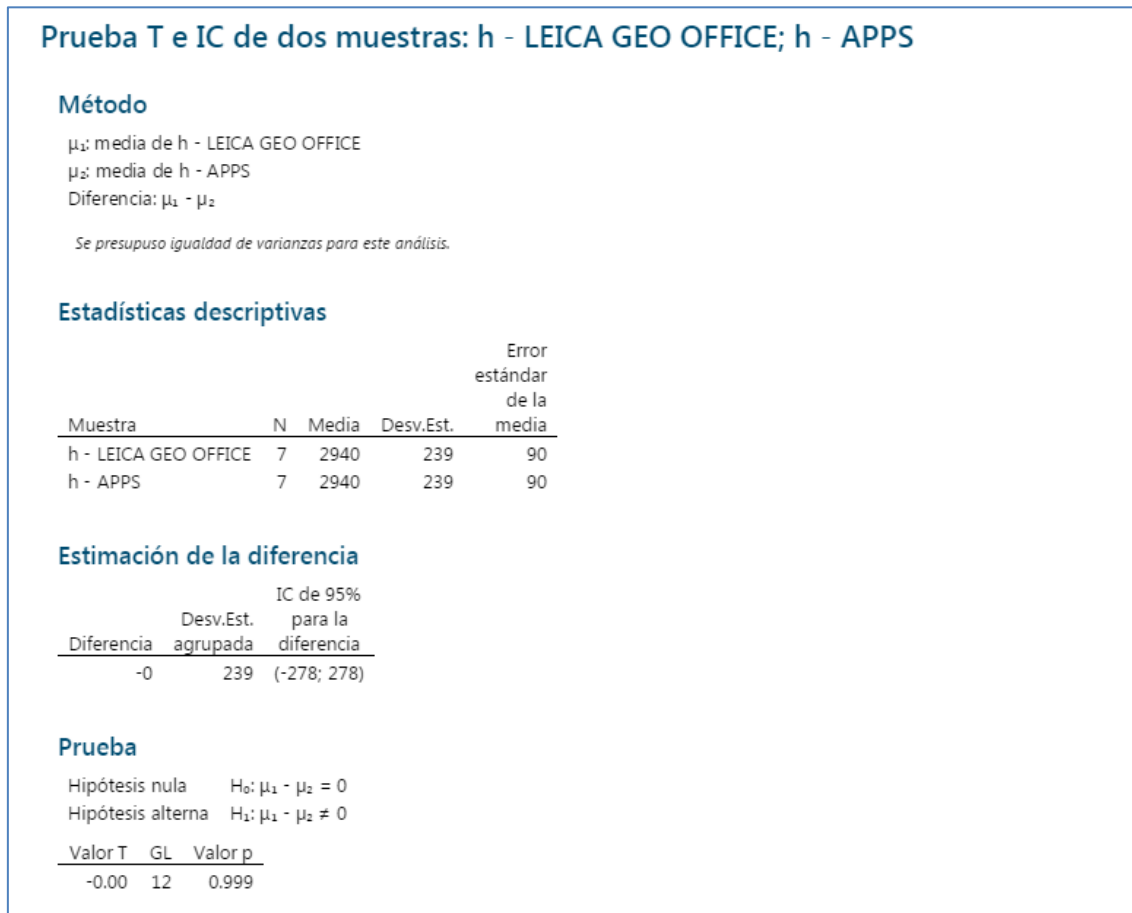 Prueba T e IC de dos muestras: h - LEICA GEO OFFICE; h - APPS
Método
μ₁: media de h - LEICA GEO OFFICE
μ₂: media de h - APPS
Diferencia: μ₁ - μ₂
Se presupuso igualdad de varianzas para este análisis.
Estadísticas descriptivas
Error
estándar
de la
Muestra N Media Desv.Est. media
h - LEICA GEO OFFICE 7 2940 239 90
h - APPS 7 2940 239 90
Estimación de la diferencia
IC de 95%
Desv.Est. para la
Diferencia agrupada diferencia
-0 239 (-278; 278)
Prueba
Hipótesis nula H₀: μ₁ - μ₂ = 0
Hipótesis alterna H₁: μ₁ - μ₂ ≠ 0
Valor T GL Valor p
-0.00 12 0.999